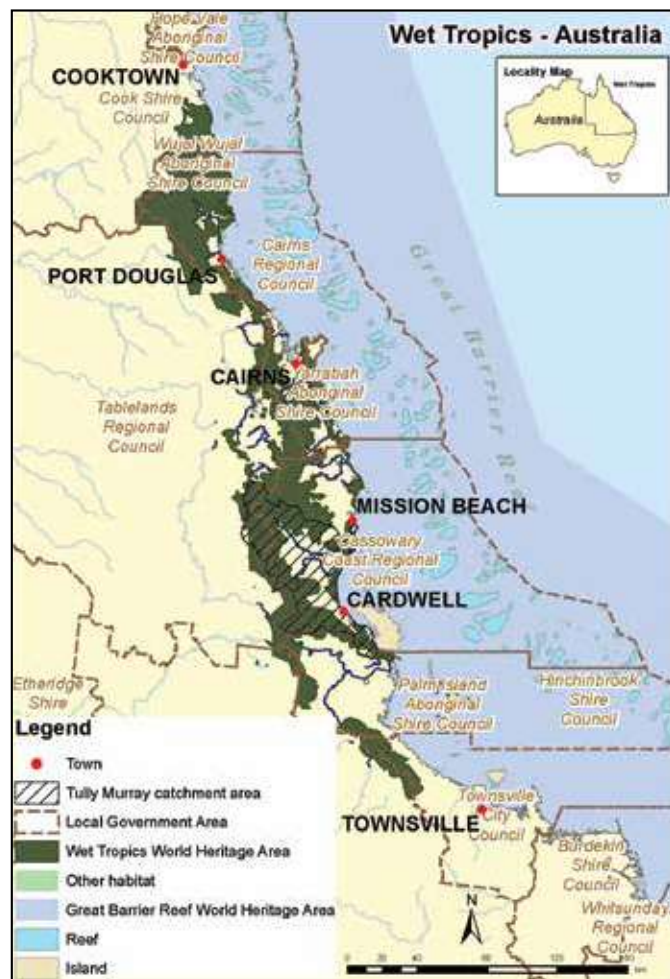 Wet Tropics - Australia
Locality Map
Wet Tropics
Australia
Hope Vale
Aboriginal
Shire Council
COOKTOWN
Cook Shire
Council
Wujal Wujal
Aboriginal
Shire Council
Cairns
Regional
Council
PORT DOUGLAS
Great Barrier Reef
CAIRNS
Yarrabah
Aboriginal
Shire Council
Tablelands
Regional
Council
MISSION BEACH
Cassowary
Coast Regional
Council
CARDWELL
Etheridge
Shire
Palm Island
Aboriginal
Shire Council
Hinchinbrook
Shire
Council
Legend
Town
Tully Murray catchment area
Local Government Area
Wet Tropics World Heritage Area
Other habitat
Great Barrier Reef World Heritage Area
Reef
Island
TOWNSVILLE
Townsville
City
Council
Burdekin
Shire
Council
Whitsunday
Regional
Council
N